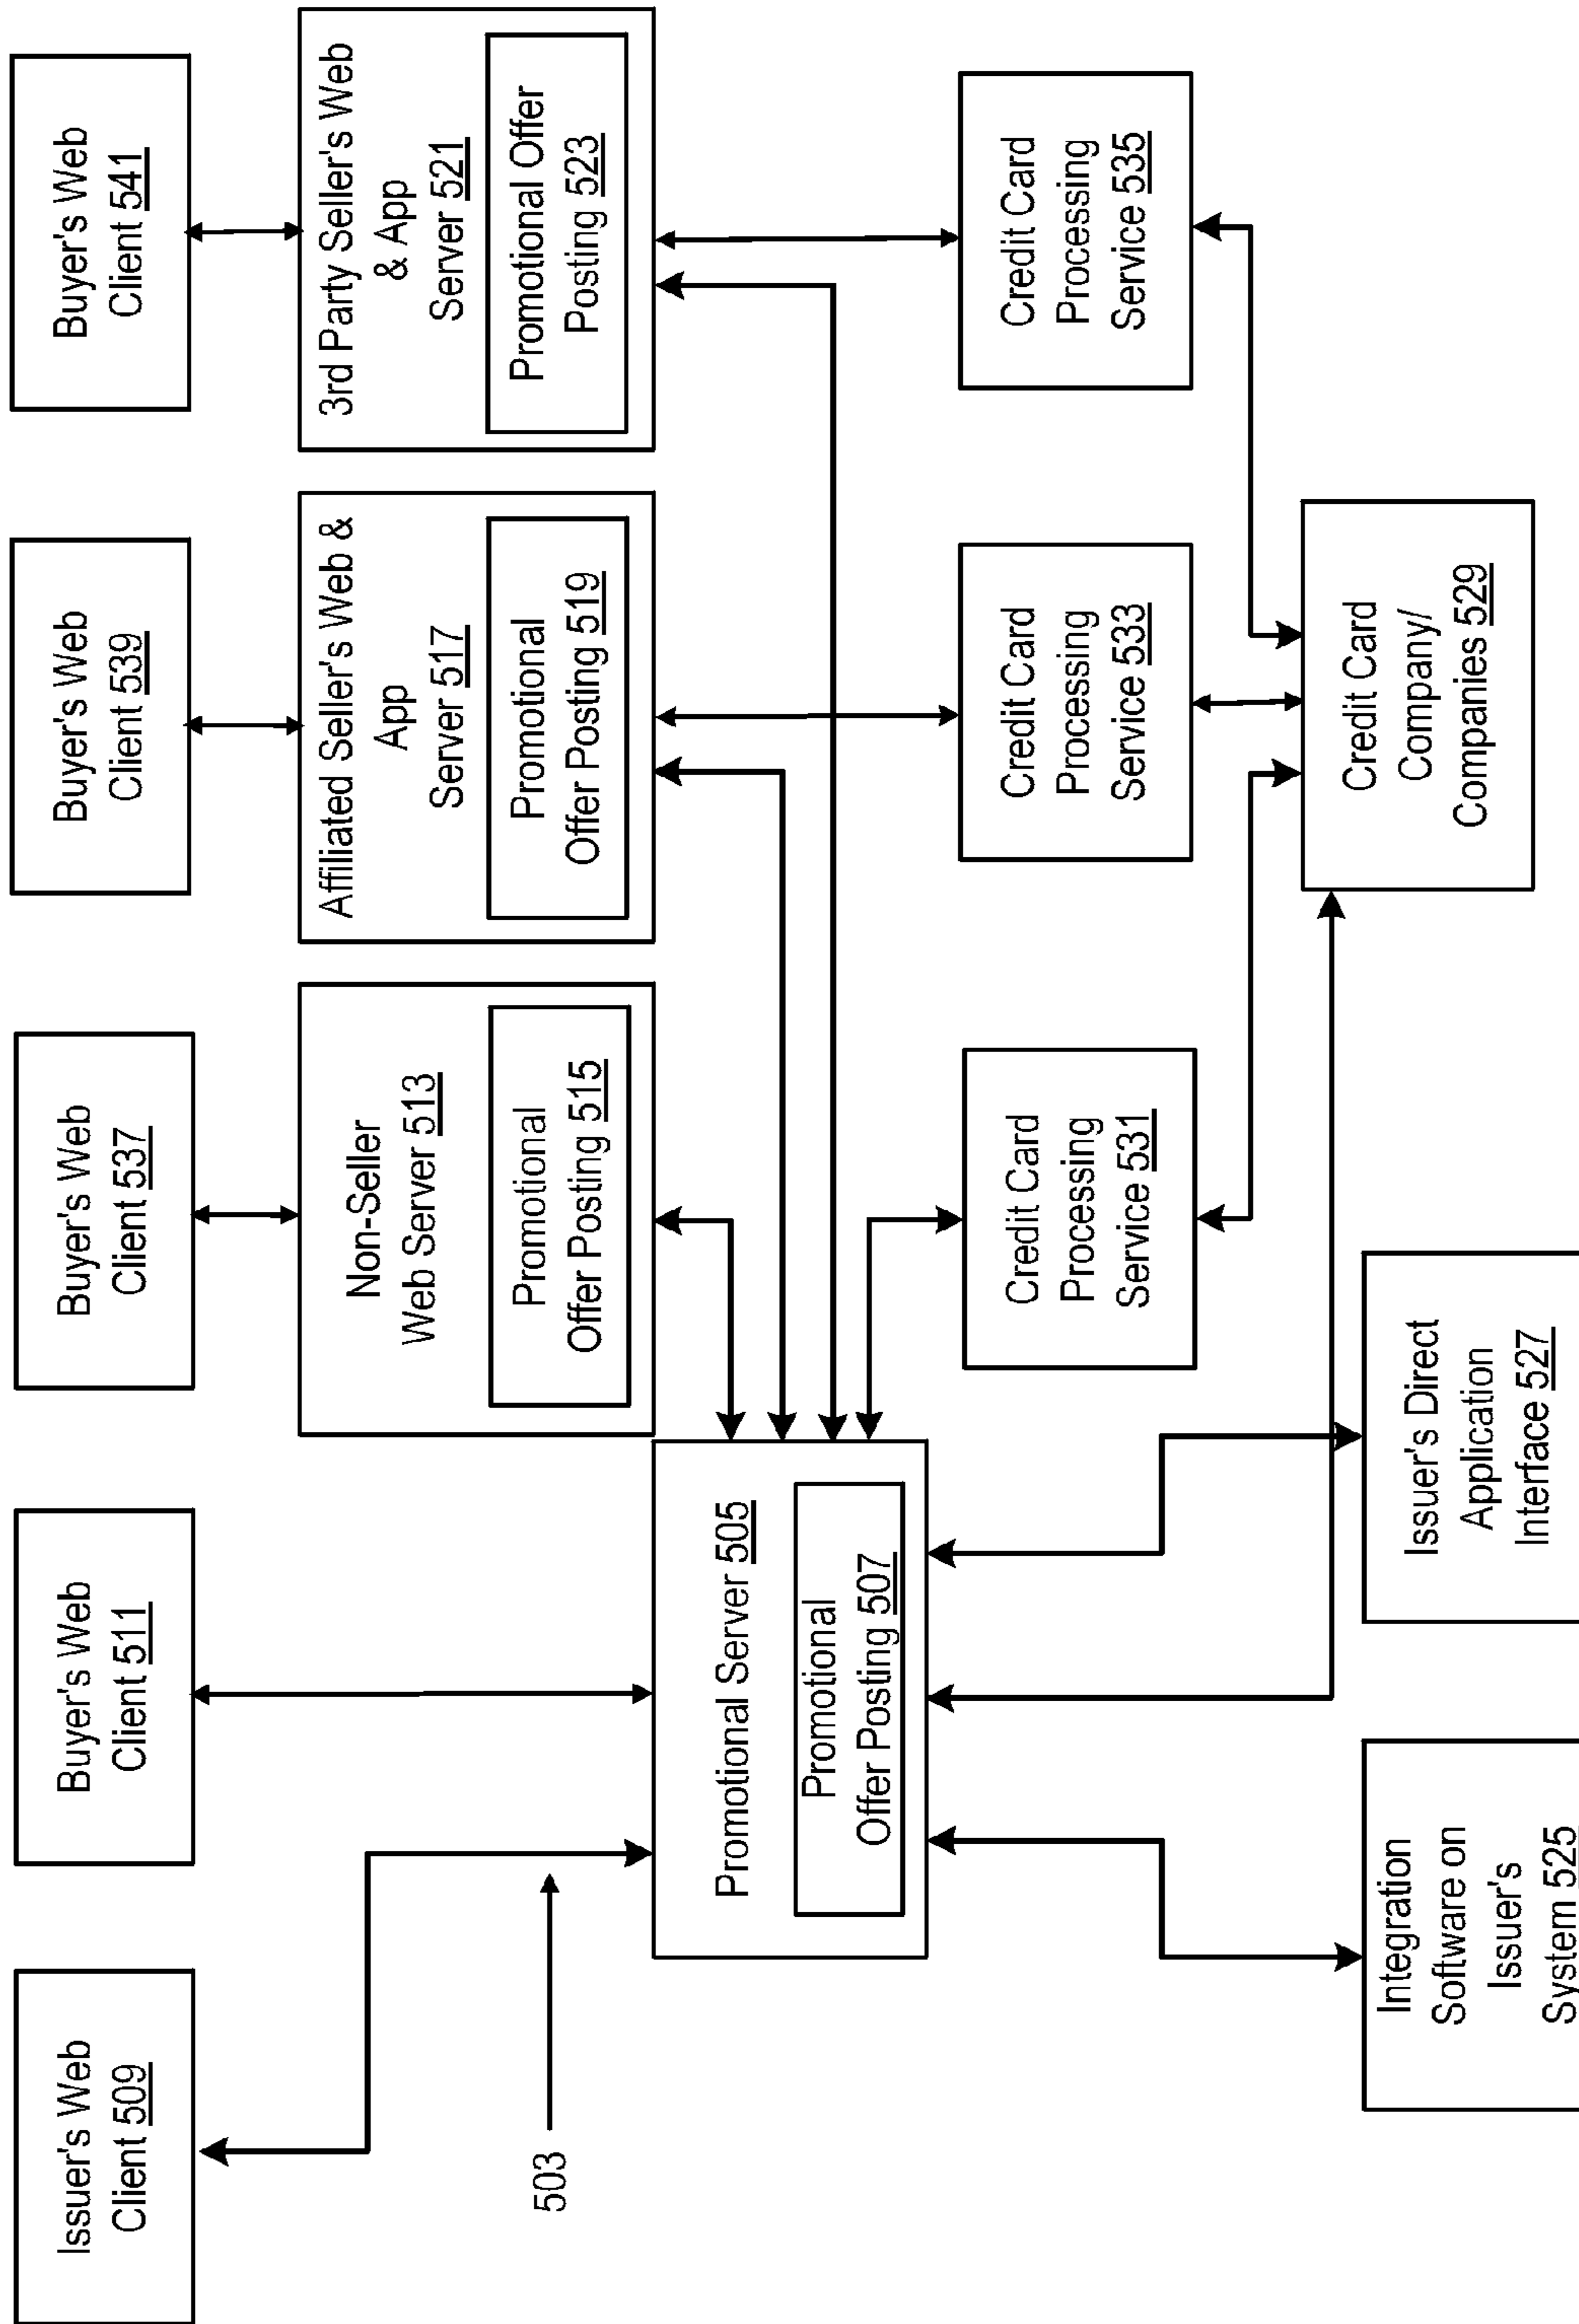 Issuer's Web
Client 509
Buyer's Web
Client 511
Buyer's Web
Client 537
Buyer's Web
Client 539
Buyer's Web
Client 541
Non-Seller
Web Server 513
Promotional
Offer Posting 515
Affiliated Seller's Web &
App
Server 517
Promotional
Offer Posting 519
3rd Party Seller's Web
& App
Server 521
Promotional Offer
Posting 523
503
Promotional Server 505
Promotional
Offer Posting 507
Credit Card
Processing
Service 531
Credit Card
Processing
Service 533
Credit Card
Processing
Service 535
Integration
Software on
Issuer's
System 525
Issuer's Direct
Application
Interface 527
Credit Card
Company/
Companies 529